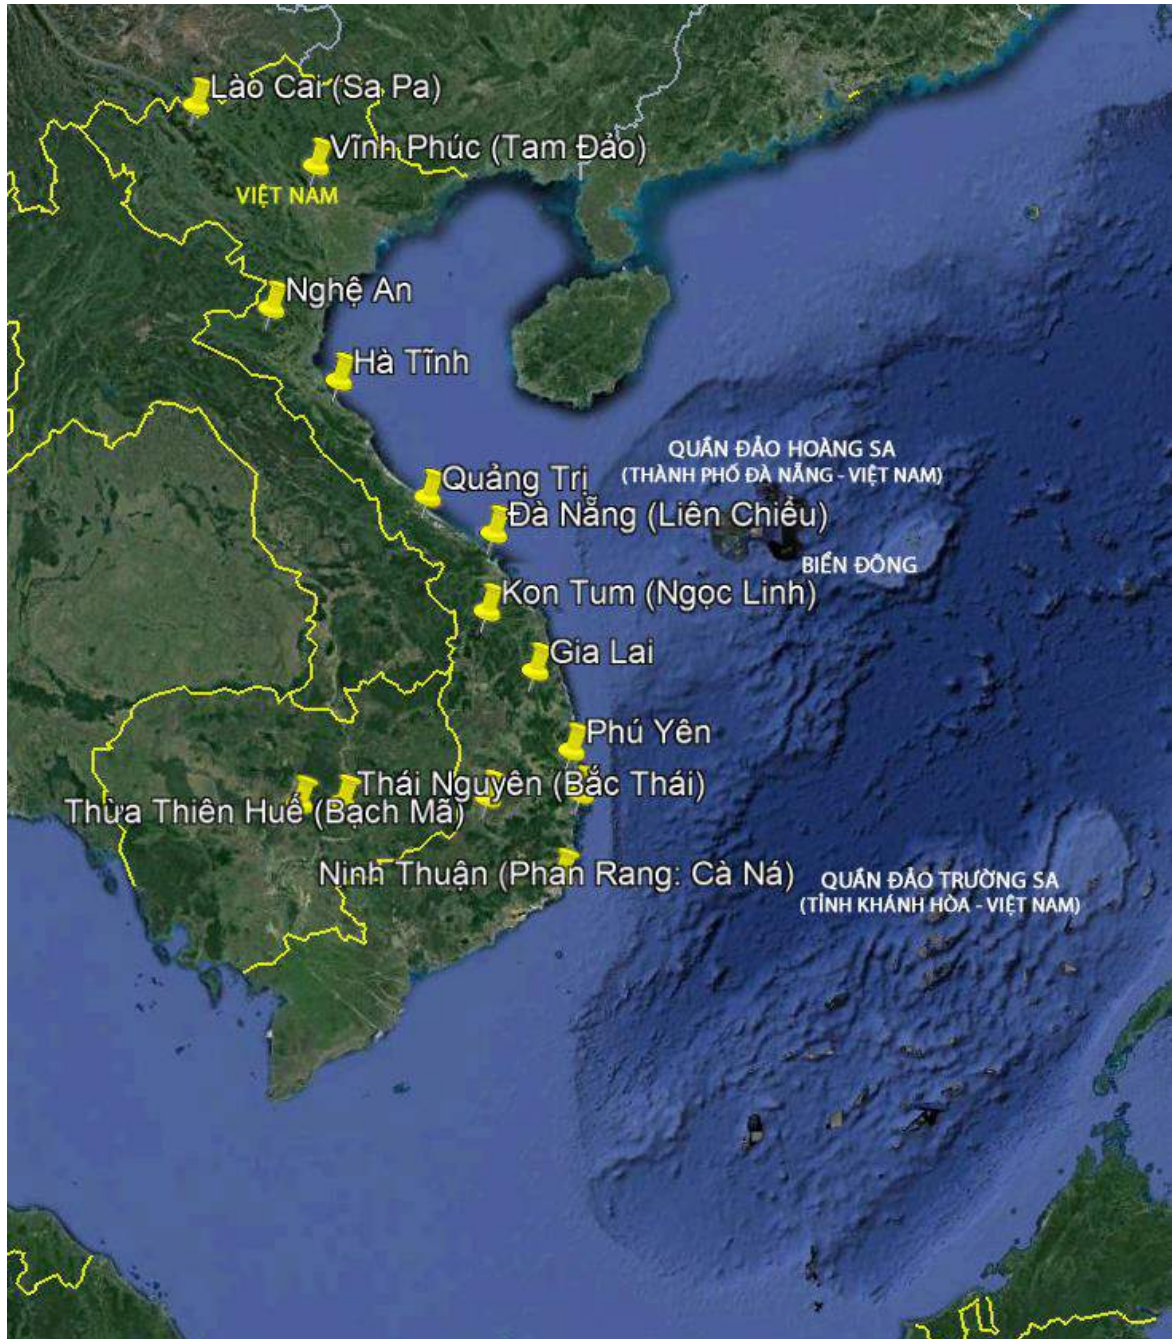 Lào Cai (Sa Pa)
Vĩnh Phúc (Tam Đảo)
VIỆT NAM
Nghệ An
Hà Tĩnh
QUẦN ĐẢO HOÀNG SA
(THÀNH PHỐ ĐÀ NẴNG - VIỆT NAM)
Quảng Trị
Đà Nẵng (Liên Chiểu)
BIỂN ĐÔNG
Kon Tum (Ngọc Linh)
Gia Lai
Phú Yên
Thái Nguyên (Bắc Thái)
Thừa Thiên Huế (Bạch Mã)
Ninh Thuận (Phan Rang: Cà Ná)
QUẦN ĐẢO TRƯỜNG SA
(TỈNH KHÁNH HÒA - VIỆT NAM)